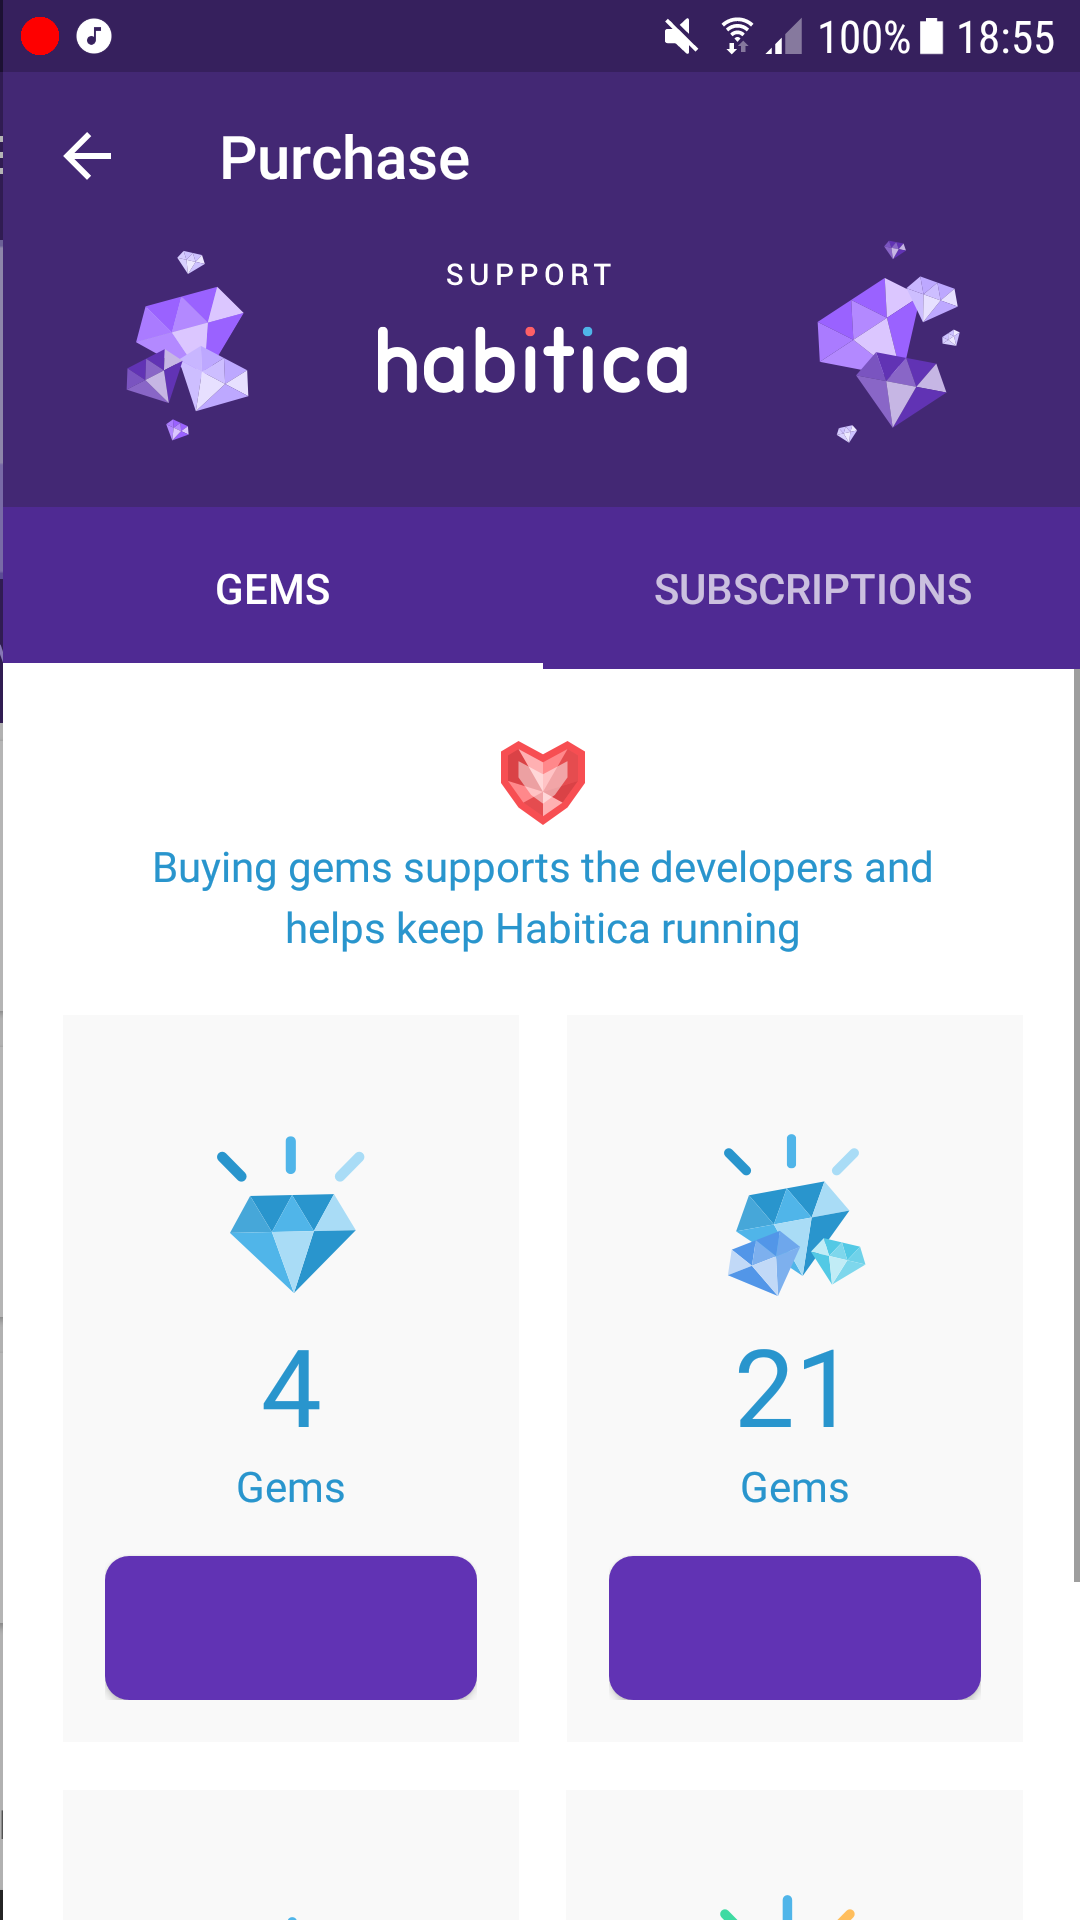 100% 18:55
Purchase
SUPPORT
habitica
GEMS
SUBSCRIPTIONS
Buying gems supports the developers and
helps keep Habitica running
4
Gems
21
Gems